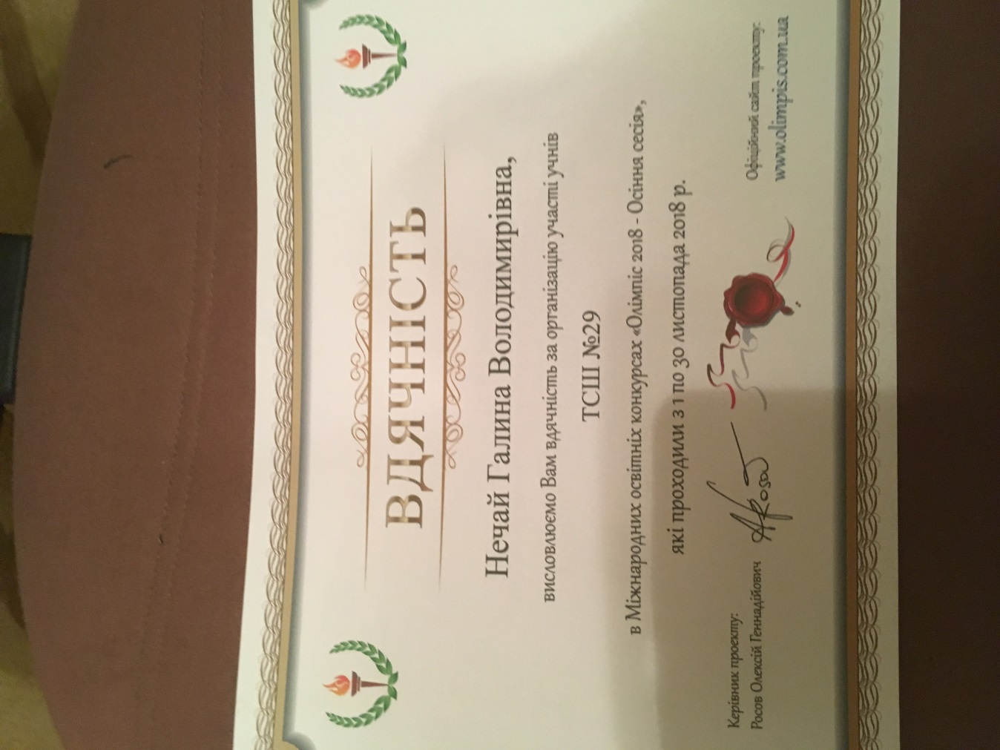 ВДЯЧНІСТЬ
Нечай Галина Володимирівна,
висловлюємо Вам вдячність за організацію участі учнів
ТСШ №29
в Міжнародних освітніх конкурсах «Олімпіс 2018 - Осіння сесія»,
які проходили з 1 по 30 листопада 2018 р.
Керівник проекту:
Росов Олексій Геннадійович
Офіційний сайт проекту:
www.olimpis.com.ua